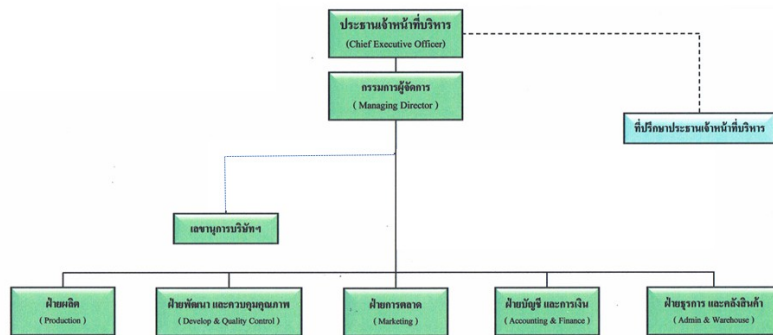 ประธานเจ้าหน้าที่บริหาร
(Chief Executive Officer)
กรรมการผู้จัดการ
( Managing Director )
ที่ปรึกษาประธานเจ้าหน้าที่บริหาร
เลขานุการบริษัทฯ
ฝ่ายผลิต
( Production )
ฝ่ายพัฒนา และควบคุมคุณภาพ
( Develop & Quality Control )
ฝ่ายการตลาด
( Marketing )
ฝ่ายบัญชี และการเงิน
( Accounting & Finance )
ฝ่ายธุรการ และคลังสินค้า
( Admin & Warehouse )